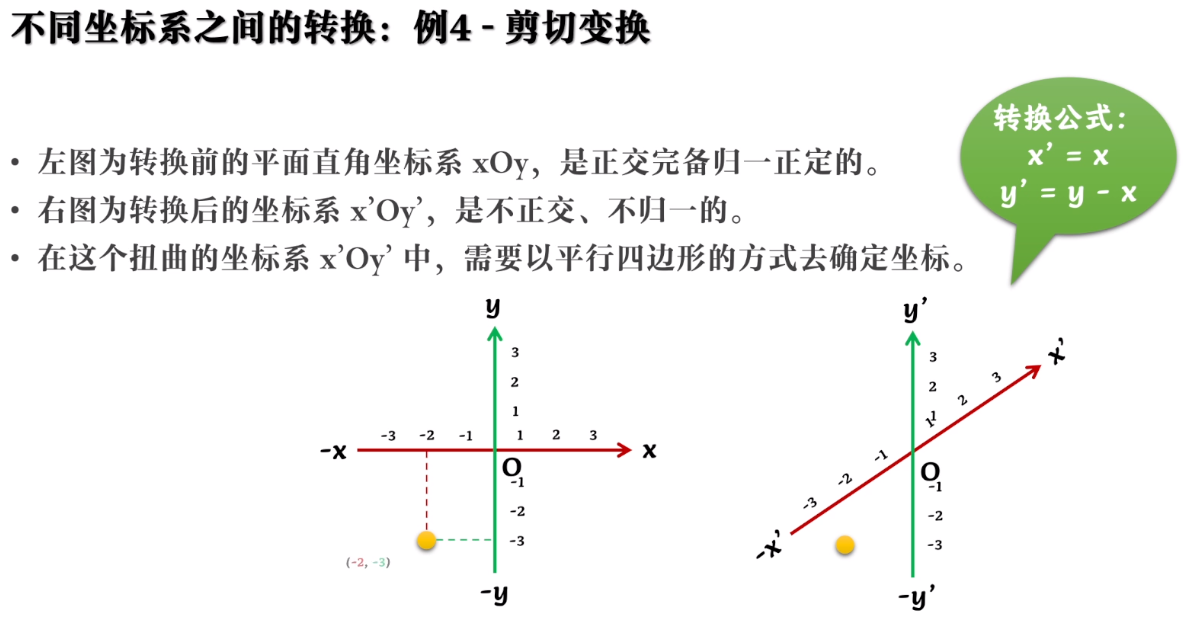 不同坐标系之间的转换：例4 - 剪切变换
转换公式：
x’ = x
y’ = y - x
• 左图为转换前的平面直角坐标系 xOy，是正交完备归一正定的。
• 右图为转换后的坐标系 x’Oy’，是不正交、不归一的。
• 在这个扭曲的坐标系 x’Oy’ 中，需要以平行四边形的方式去确定坐标。
y
3
2
1
-x -3 -2 -1 1 2 3 x
O
-1
-2
-3
(-2, -3)
-y
y’
x’
3
3
2
2
1
1
-1
-2
-3
-x’
O
-1
-2
-3
-y’